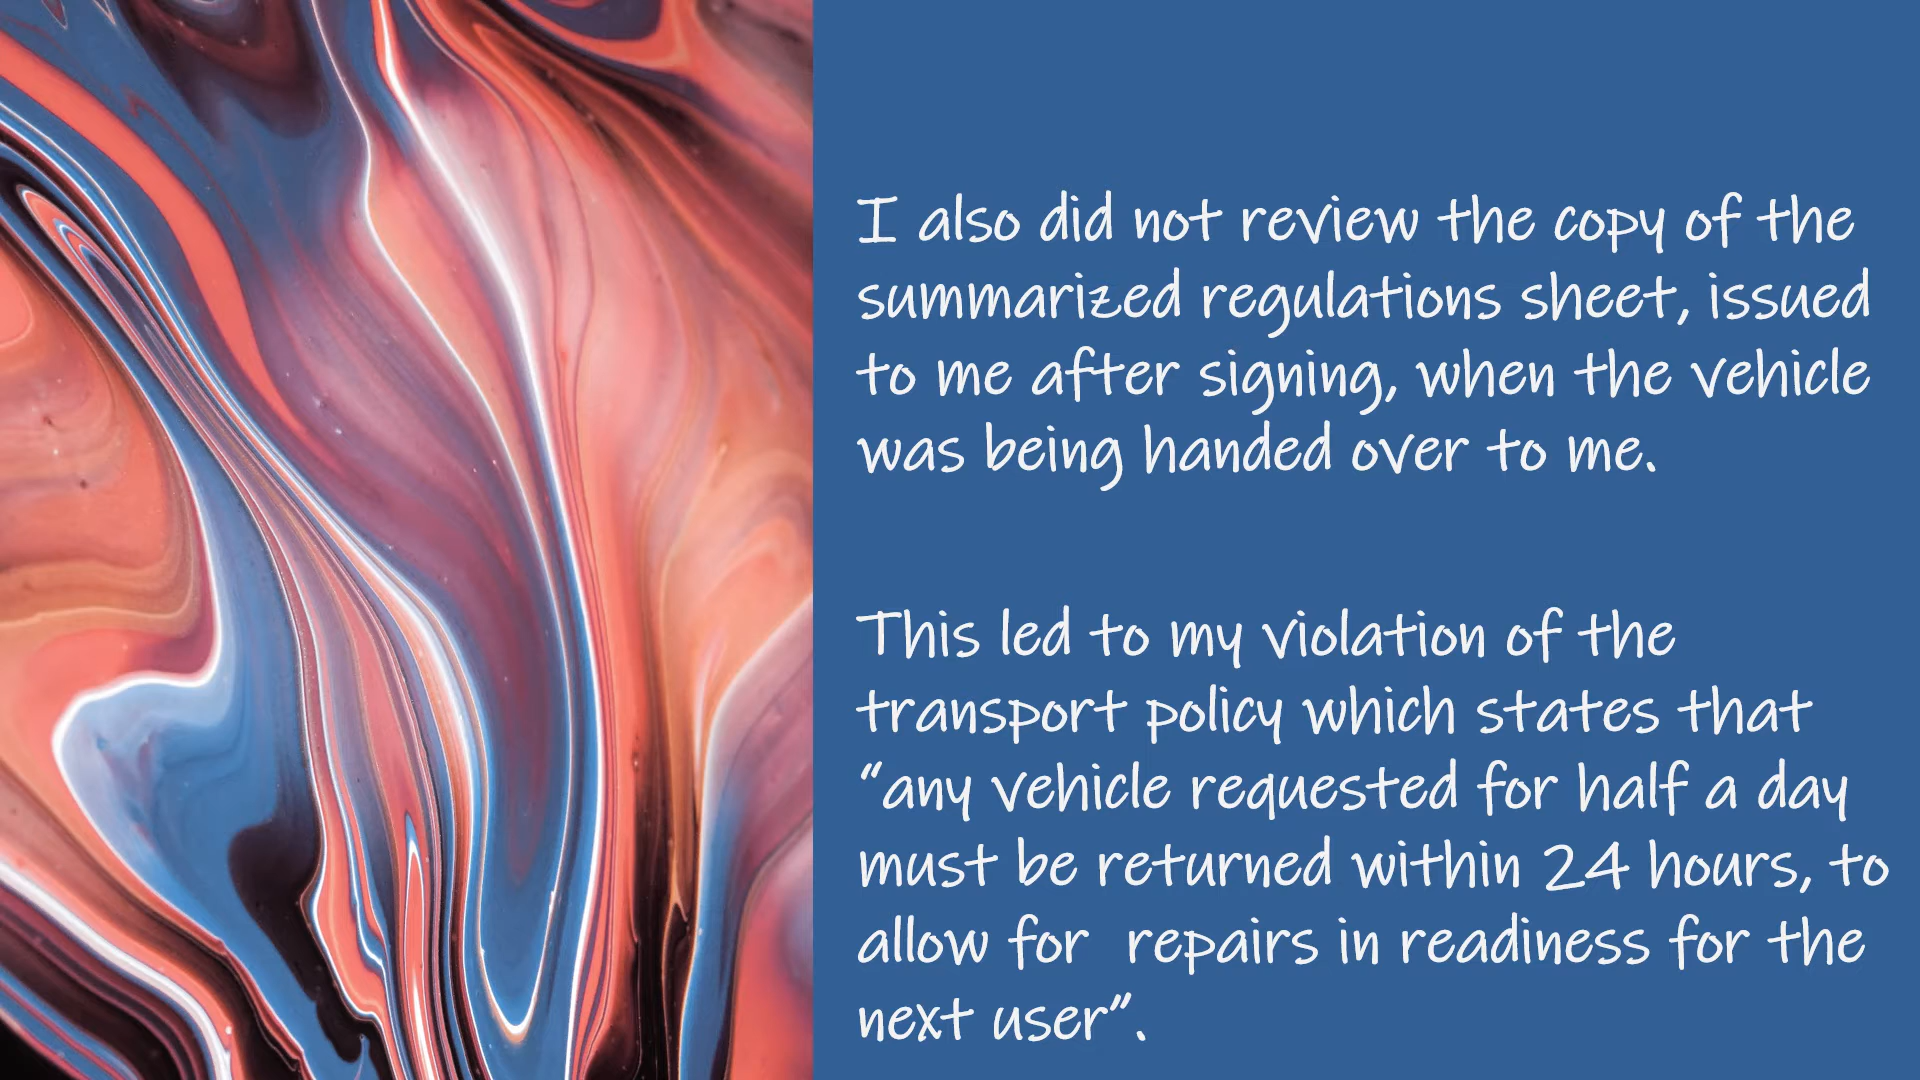 I also did not review the copy of the
summarized regulations sheet, issued
to me after signing, when the vehicle
was being handed over to me.
This led to my violation of the
transport policy which states that
“any vehicle requested for half a day
must be returned within 24 hours, to
allow for  repairs in readiness for the
next user”.